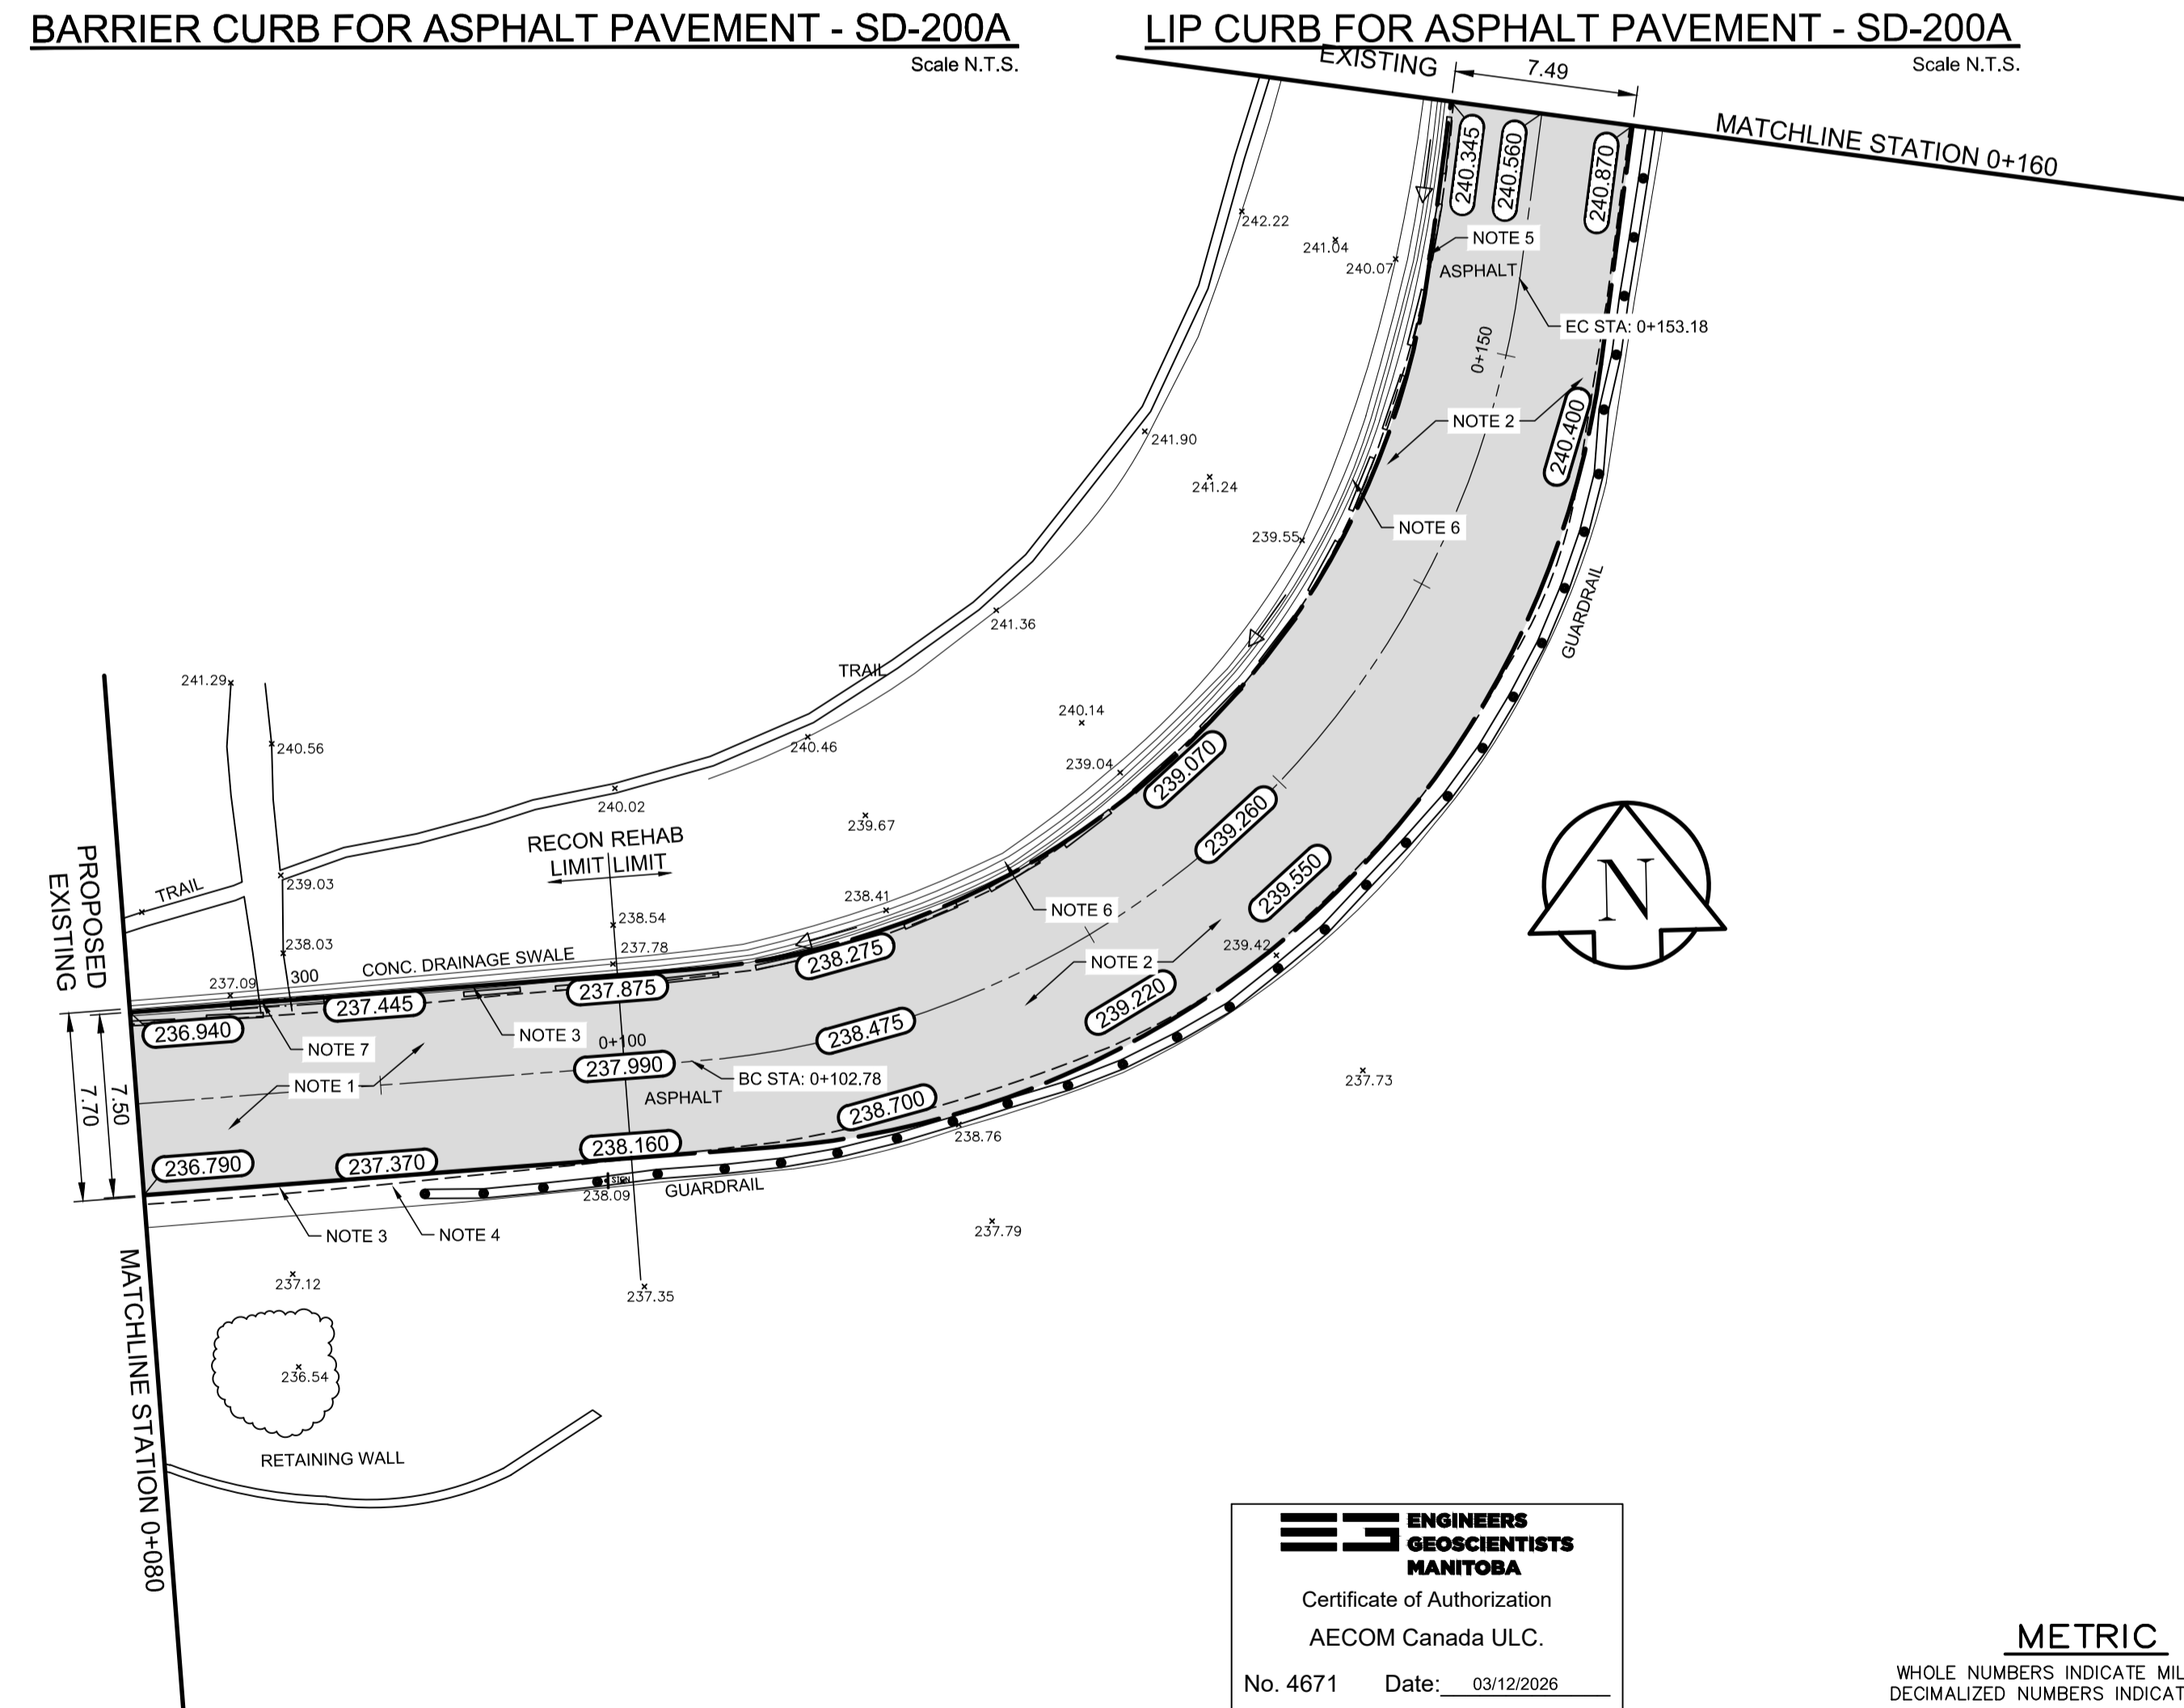 BARRIER CURB FOR ASPHALT PAVEMENT - SD-200A
Scale N.T.S.
LIP CURB FOR ASPHALT PAVEMENT - SD-200A
Scale N.T.S.
EXISTING
7.49
MATCHLINE STATION 0+160
240.345
240.560
240.870
242.22
241.04
240.07
NOTE 5
ASPHALT
EC STA: 0+153.18
0+150
NOTE 2
240.400
241.90
241.24
239.55
NOTE 6
GUARDRAIL
241.36
TRAIL
241.29
240.56
240.46
240.14
239.04
239.070
240.02
239.67
239.260
RECON REHAB
LIMIT LIMIT
239.550
N
PROPOSED
EXISTING
TRAIL
239.03
238.41
238.54
NOTE 6
238.03
237.78
CONC. DRAINAGE SWALE
300
237.09
238.275
239.42
NOTE 2
237.875
237.445
236.940
239.220
238.475
NOTE 3
NOTE 7
0+100
237.990
BC STA: 0+102.78
NOTE 1
ASPHALT
237.73
7.70
7.50
238.700
238.76
238.160
237.370
236.790
SIGN
238.09
GUARDRAIL
237.79
NOTE 3
NOTE 4
237.12
237.35
236.54
MATCHLINE STATION 0+080
RETAINING WALL
ENGINEERS
GEOSCIENTISTS
MANITOBA
Certificate of Authorization
AECOM Canada ULC.
No. 4671 Date: 03/12/2026
METRIC
WHOLE NUMBERS INDICATE MIL
DECIMALIZED NUMBERS INDICAT